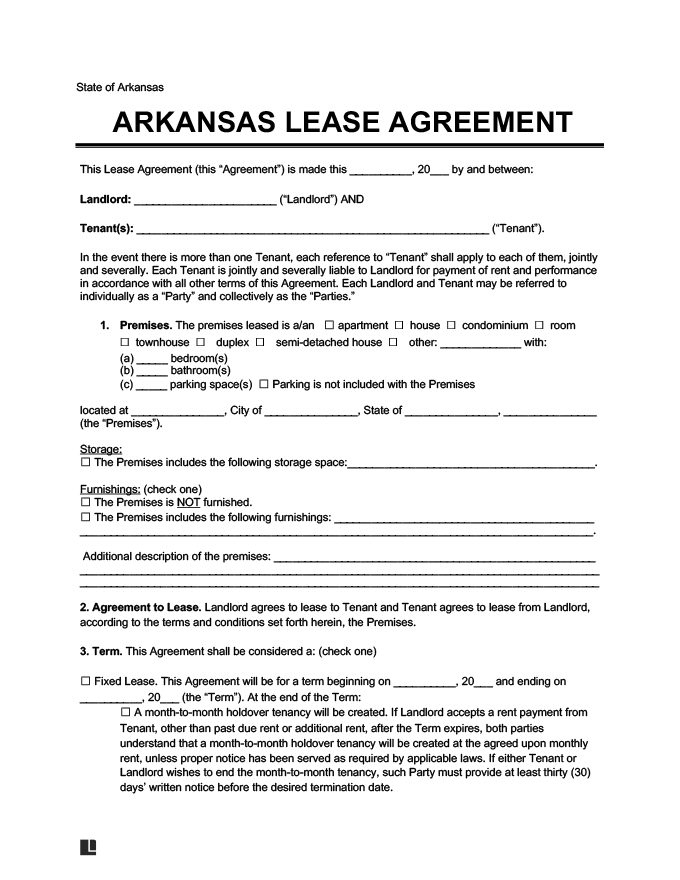 State of Arkansas
ARKANSAS LEASE AGREEMENT
This Lease Agreement (this “Agreement”) is made this __________, 20___ by and between:
Landlord: _______________________ (“Landlord”) AND
Tenant(s): _________________________________________________________ (“Tenant”).
In the event there is more than one Tenant, each reference to “Tenant” shall apply to each of them, jointly
and severally. Each Tenant is jointly and severally liable to Landlord for payment of rent and performance
in accordance with all other terms of this Agreement. Each Landlord and Tenant may be referred to
individually as a “Party” and collectively as the “Parties.”
1. Premises. The premises leased is a/an ☐ apartment ☐ house ☐ condominium ☐ room
☐ townhouse ☐ duplex ☐ semi-detached house ☐ other: _____________ with:
(a) _____ bedroom(s)
(b) _____ bathroom(s)
(c) _____ parking space(s) ☐ Parking is not included with the Premises
located at _______________, City of _______________, State of _______________, _______________
(the “Premises”).
Storage:
☐ The Premises includes the following storage space:________________________________________.
Furnishings: (check one)
☐ The Premises is NOT furnished.
☐ The Premises includes the following furnishings: __________________________________________
___________________________________________________________________________________.
Additional description of the premises: ____________________________________________________
____________________________________________________________________________________
____________________________________________________________________________________
2. Agreement to Lease. Landlord agrees to lease to Tenant and Tenant agrees to lease from Landlord,
according to the terms and conditions set forth herein, the Premises.
3. Term. This Agreement shall be considered a: (check one)
☐ Fixed Lease. This Agreement will be for a term beginning on __________, 20___ and ending on
__________, 20___ (the “Term”). At the end of the Term:
☐ A month-to-month holdover tenancy will be created. If Landlord accepts a rent payment from
Tenant, other than past due rent or additional rent, after the Term expires, both parties
understand that a month-to-month holdover tenancy will be created at the agreed upon monthly
rent, unless proper notice has been served as required by applicable laws. If either Tenant or
Landlord wishes to end the month-to-month tenancy, such Party must provide at least thirty (30)
days’ written notice before the desired termination date.